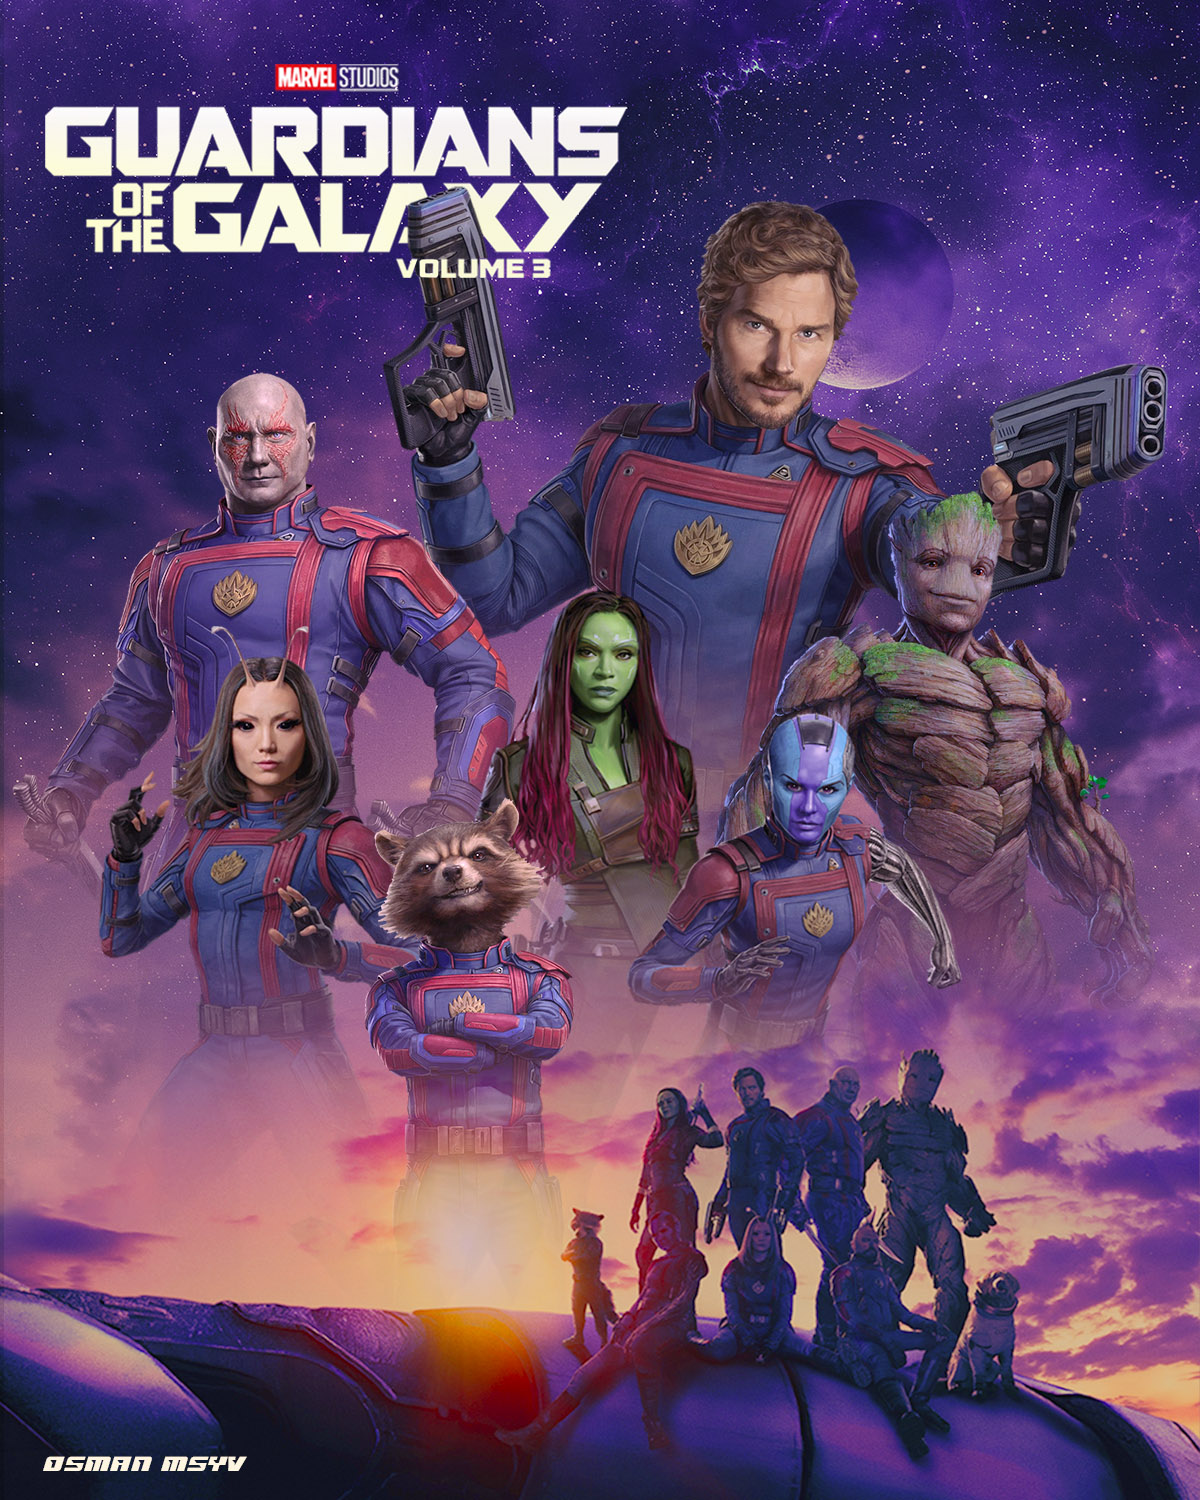 MARVEL STUDIOS
GUARDIANS
OF
THE GALAXY
VOLUME 3
OSMAN MSYV